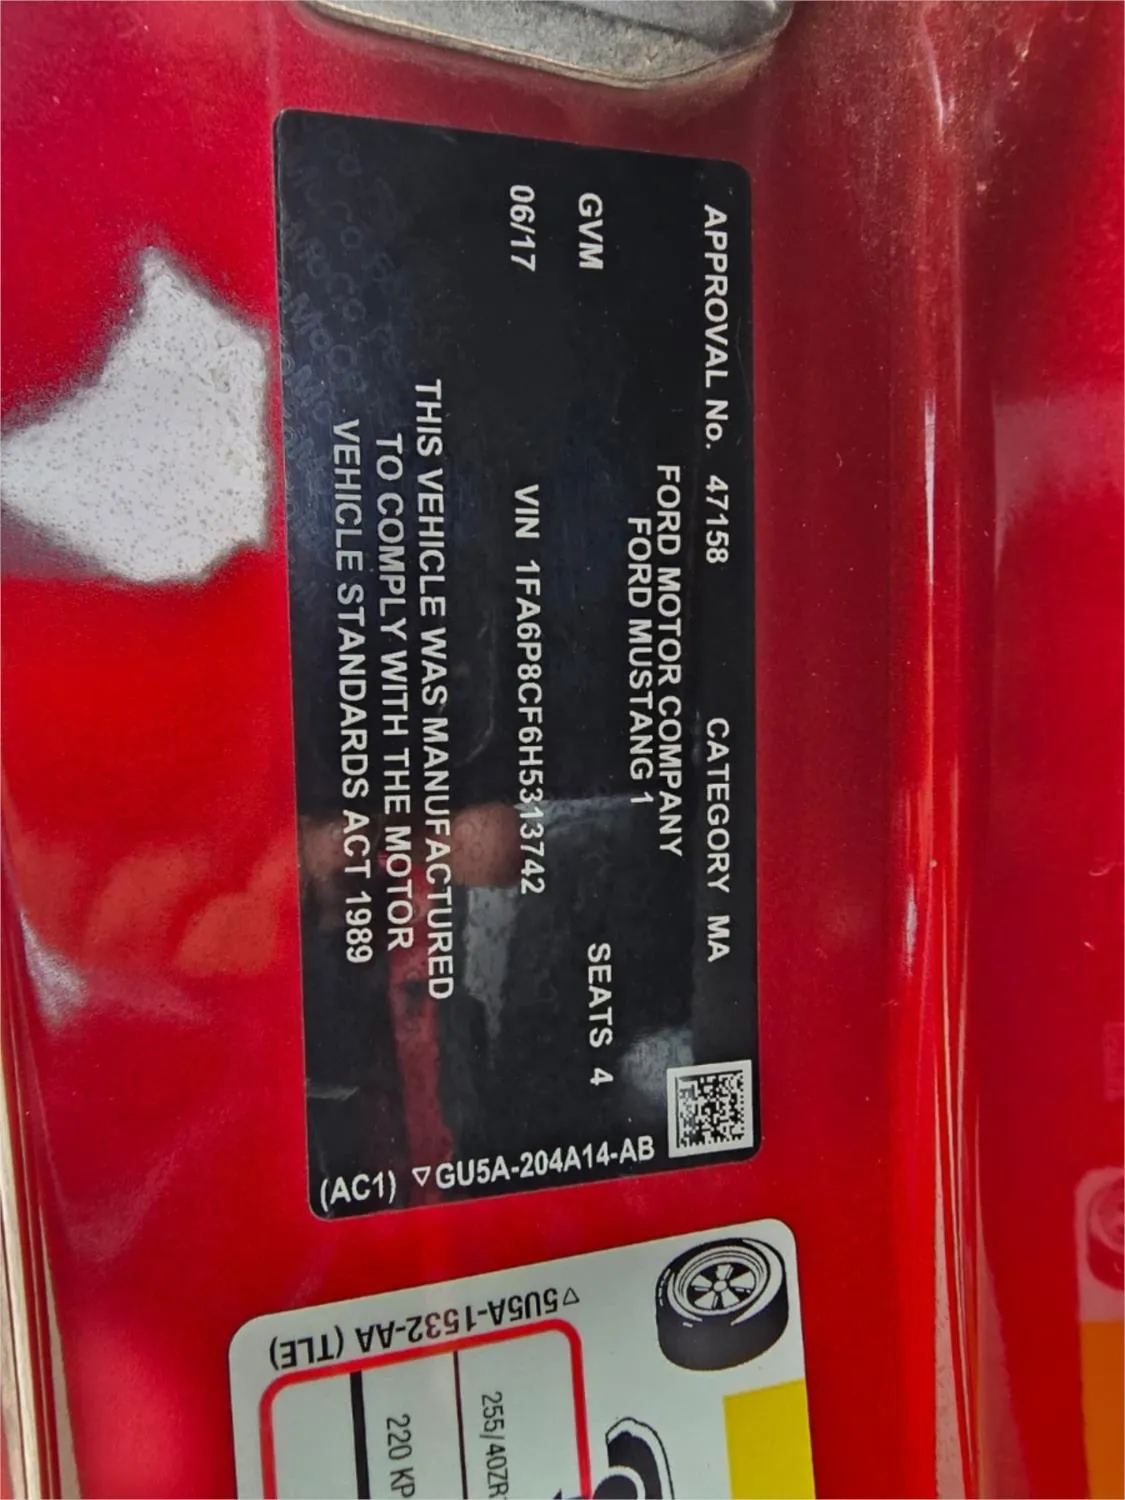 APPROVAL No. 47158 CATEGORY MA
FORD MOTOR COMPANY
FORD MUSTANG 1
GVM SEATS 4
06/17 VIN 1FA6P8CF6H5313742
THIS VEHICLE WAS MANUFACTURED
TO COMPLY WITH THE MOTOR
VEHICLE STANDARDS ACT 1989
(AC1) ▽GU5A-204A14-AB
▽5U5A-1532-AA (TLE)
255/40ZR
220 KP